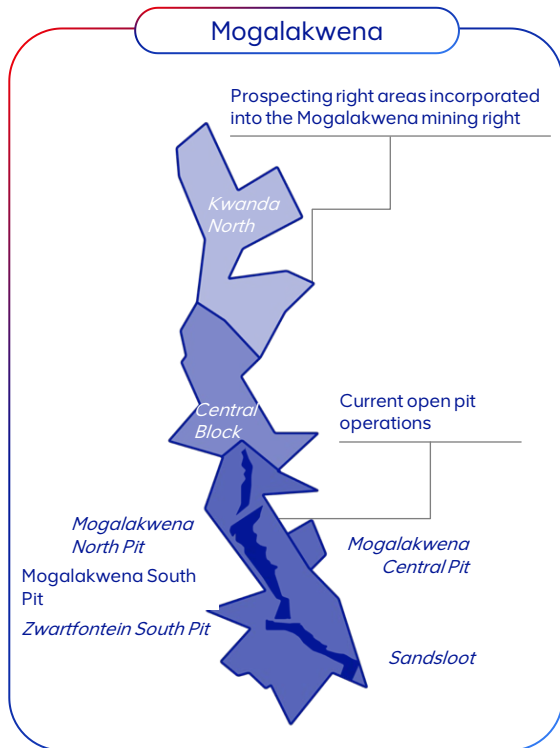 Mogalakwena
Prospecting right areas incorporated
into the Mogalakwena mining right
Kwanda
North
Central
Block
Current open pit
operations
Mogalakwena
North Pit
Mogalakwena
Central Pit
Mogalakwena South
Pit
Zwartfontein South Pit
Sandsloot